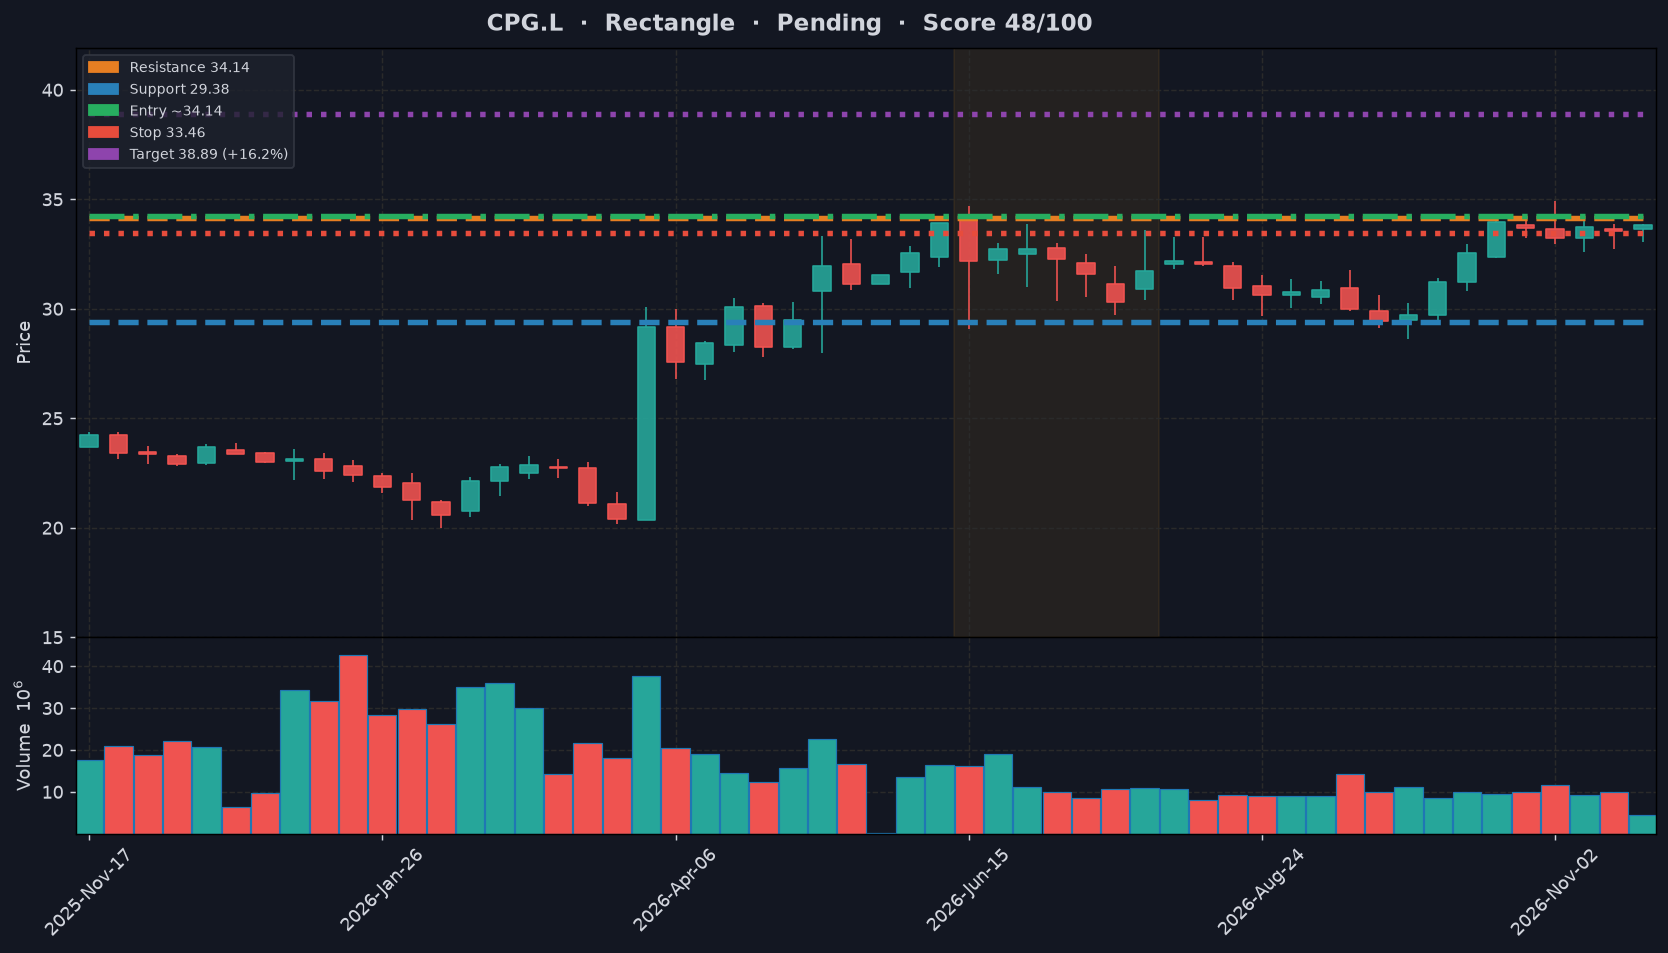 CPG.L · Rectangle · Pending · Score 48/100
Resistance 34.14
Support 29.38
Entry ~34.14
Stop 33.46
Target 38.89 (+16.2%)
40
35
30
25
20
15
Price
40
30
20
10
Volume 10⁶
2025-Nov-17
2026-Jan-26
2026-Apr-06
2026-Jun-15
2026-Aug-24
2026-Nov-02